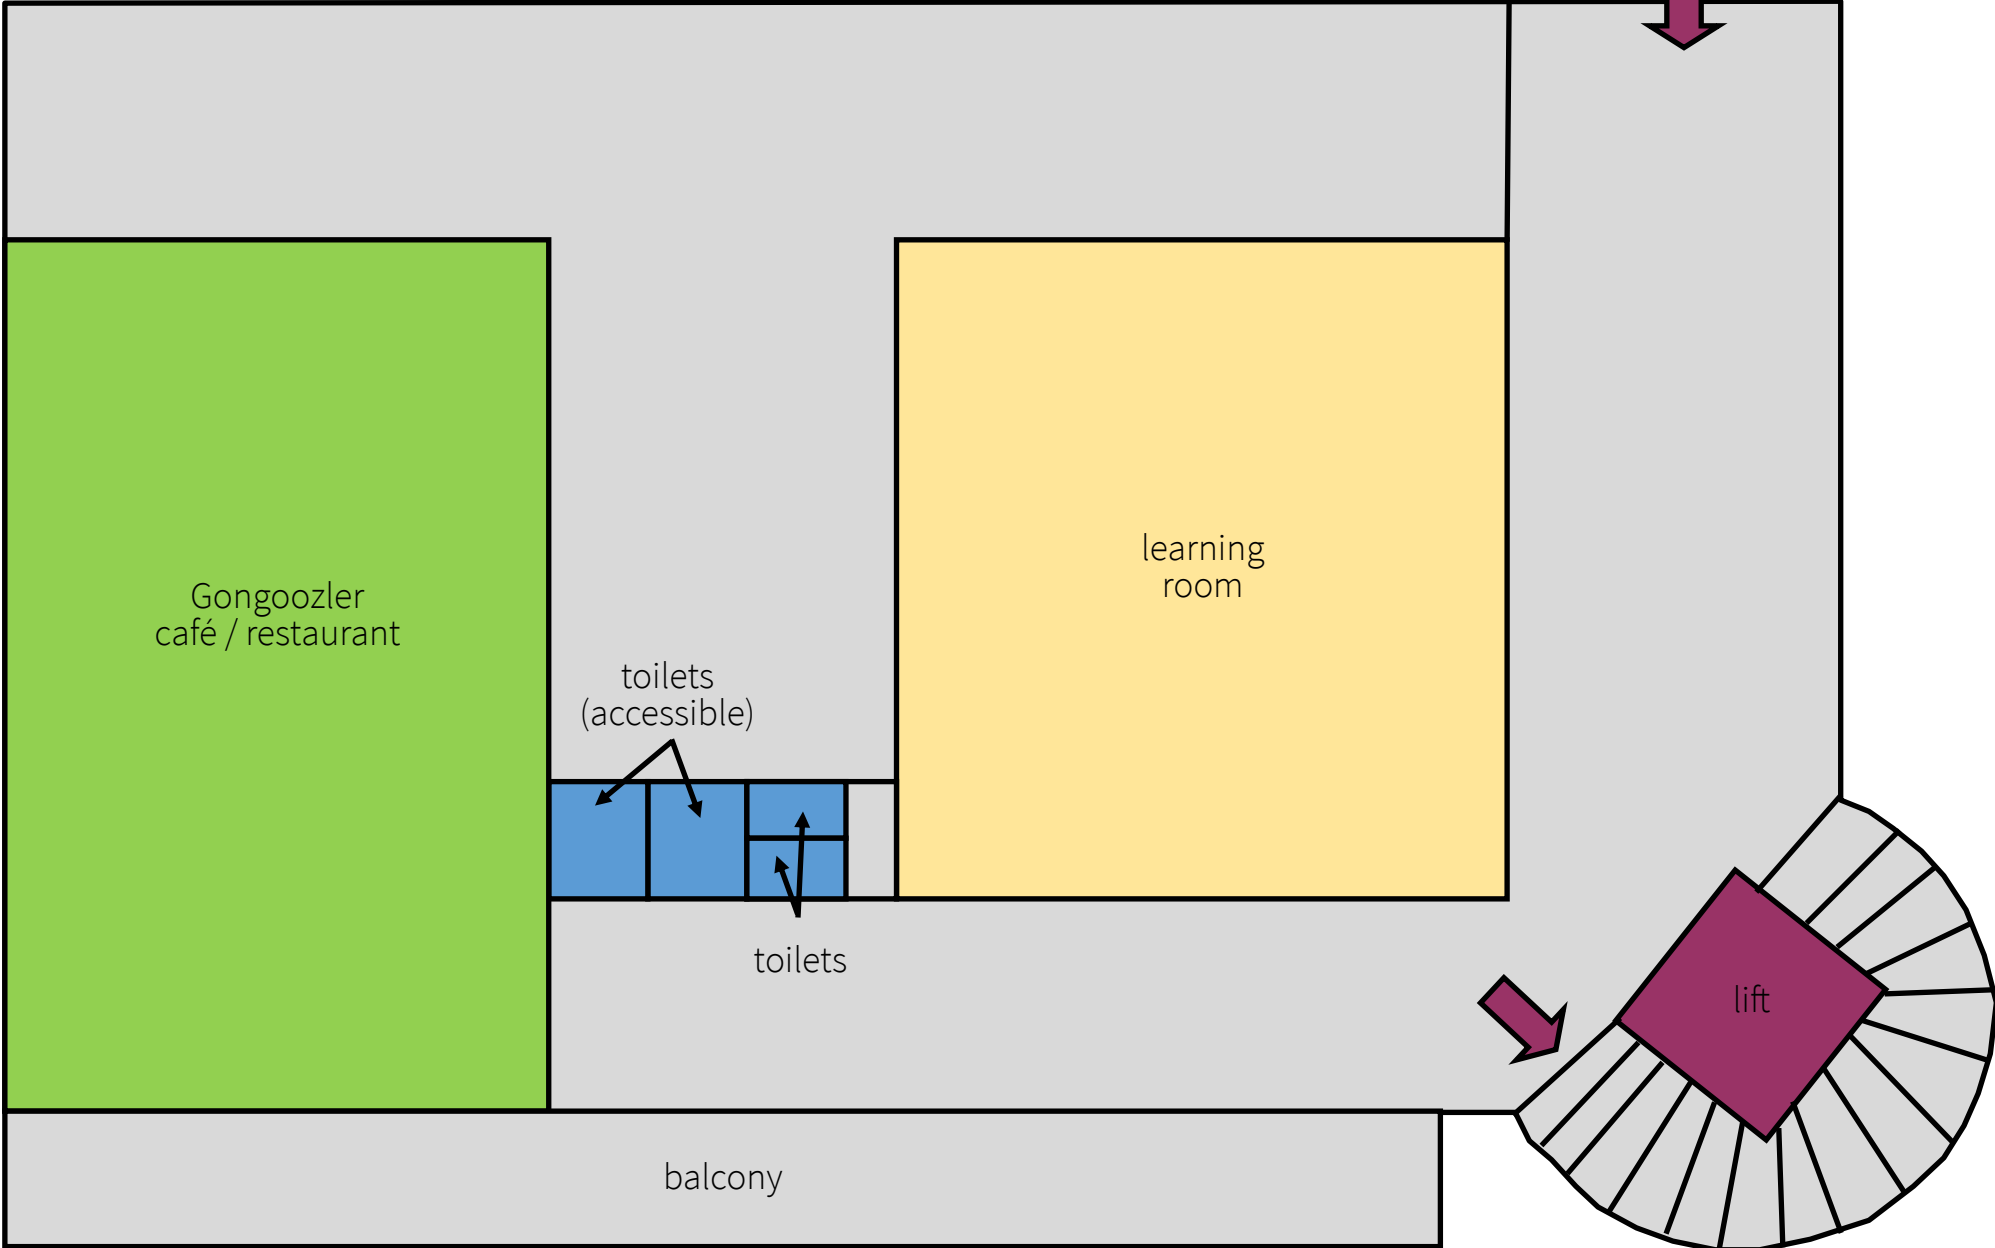 Gongoozler
café / restaurant
learning
room
toilets
(accessible)
toilets
lift
balcony